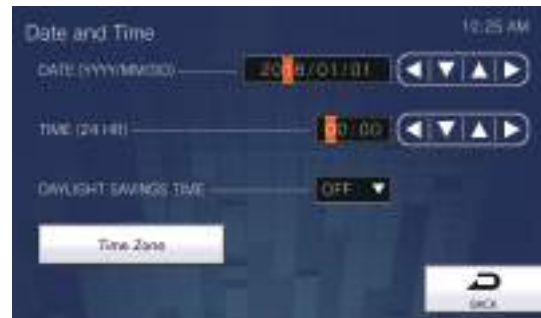 Date and Time
10:25 AM
DATE (YYYY/MM/DD)
2018/01/01
TIME (24 HR)
00:00
DAYLIGHT SAVINGS TIME
OFF
Time Zone
BACK